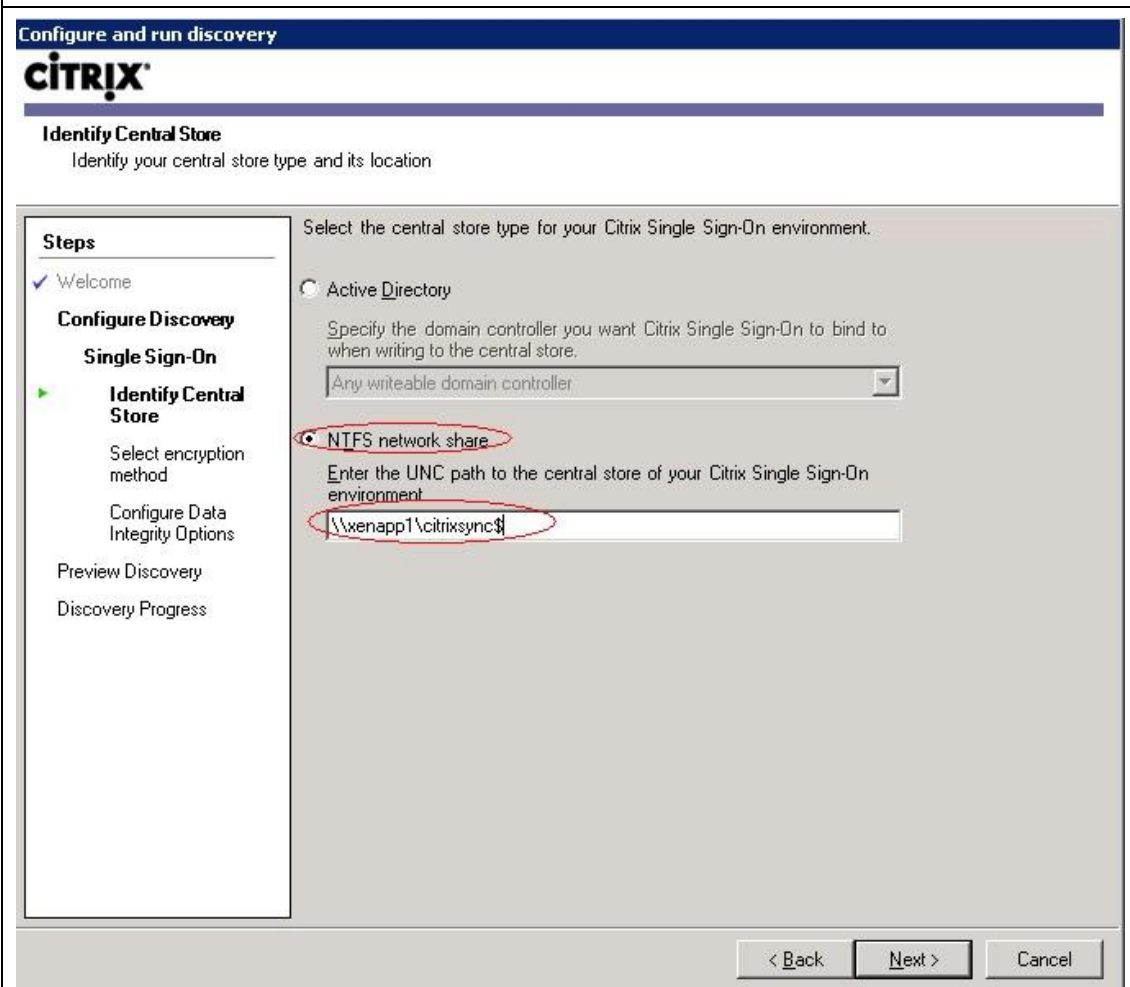 Configure and run discovery
CİTRIX
Identify Central Store
Identify your central store type and its location
Steps
Welcome
Configure Discovery
Single Sign-On
Identify Central
Store
Select encryption
method
Configure Data
Integrity Options
Preview Discovery
Discovery Progress
Select the central store type for your Citrix Single Sign-On environment.
Active Directory
Specify the domain controller you want Citrix Single Sign-On to bind to
when writing to the central store.
Any writeable domain controller
NTFS network share
Enter the UNC path to the central store of your Citrix Single Sign-On
environment
\\xenapp1\citrixsync$
< Back
Next >
Cancel